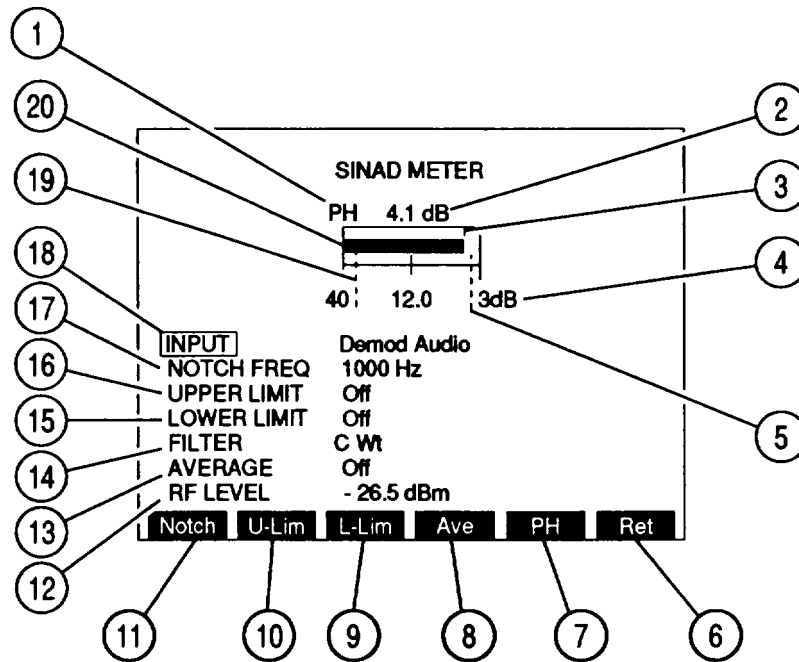 1
20
2
SINAD METER
19
3
PH 4.1 dB
4
40 12.0 3dB
18
INPUT Demod Audio
17
NOTCH FREQ 1000 Hz
16
UPPER LIMIT Off
15
LOWER LIMIT Off
5
14
FILTER C Wt
AVERAGE Off
13
RF LEVEL - 26.5 dBm
12
Notch U-Lim L-Lim Ave PH Ret
11 10 9 8 7 6